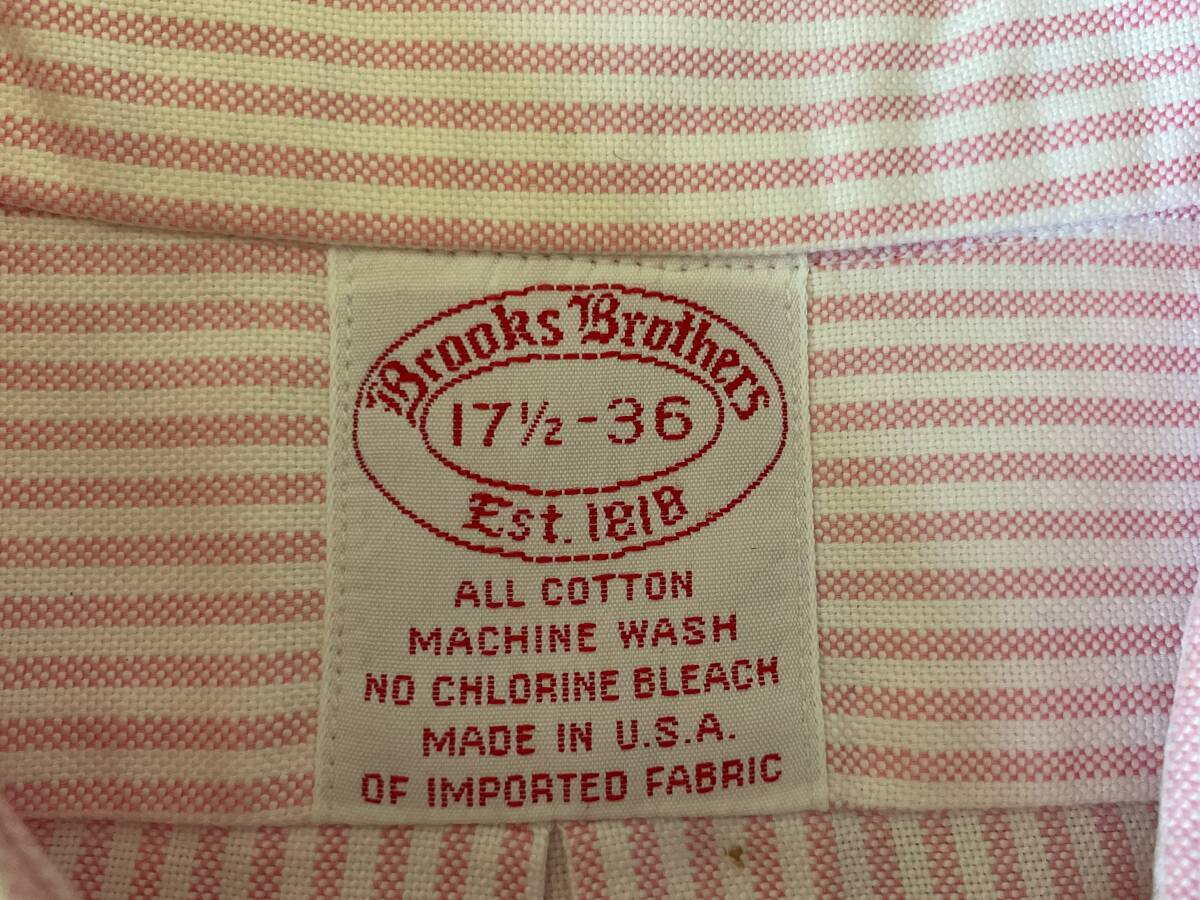 Brooks Brothers
17½-36
Est. 1818
ALL COTTON
MACHINE WASH
NO CHLORINE BLEACH
MADE IN U.S.A.
OF IMPORTED FABRIC